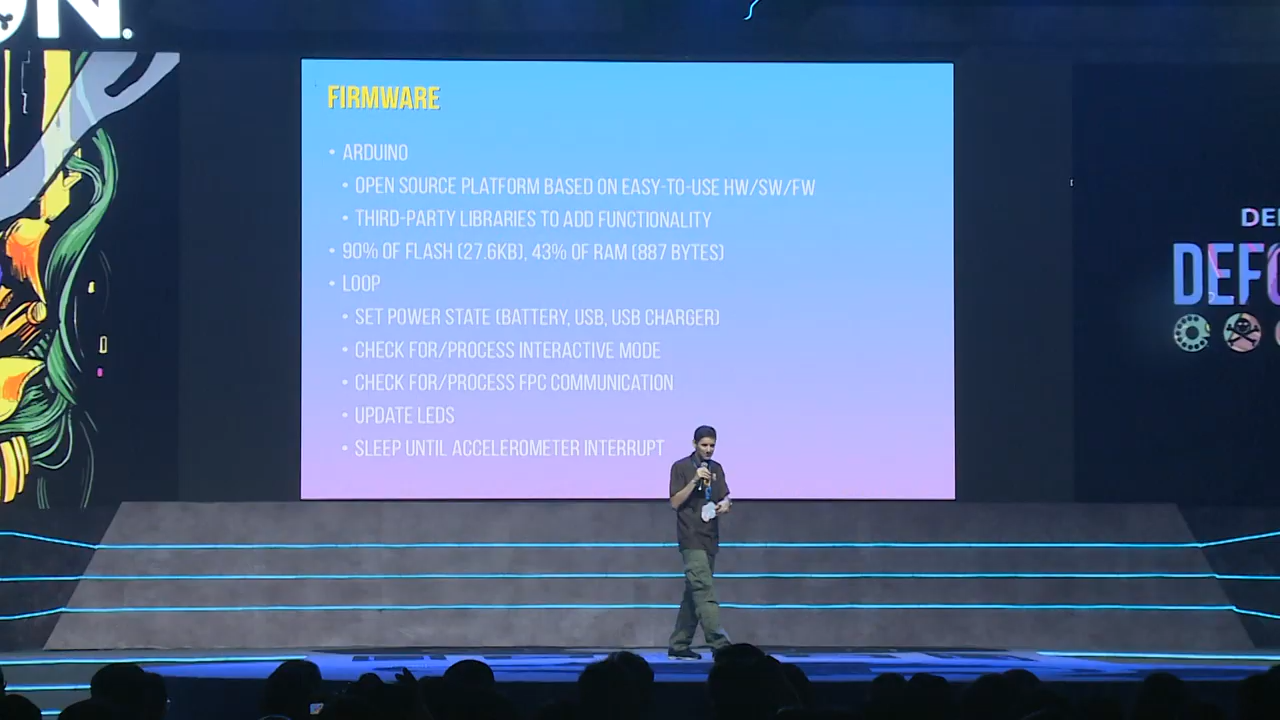 FIRMWARE
• ARDUINO
• OPEN SOURCE PLATFORM BASED ON EASY-TO-USE HW/SW/FW
• THIRD-PARTY LIBRARIES TO ADD FUNCTIONALITY
• 90% OF FLASH (27.6KB), 43% OF RAM (887 BYTES)
• LOOP
• SET POWER STATE (BATTERY, USB, USB CHARGER)
• CHECK FOR/PROCESS INTERACTIVE MODE
• CHECK FOR/PROCESS FPC COMMUNICATION
• UPDATE LEDS
• SLEEP UNTIL ACCELEROMETER INTERRUPT